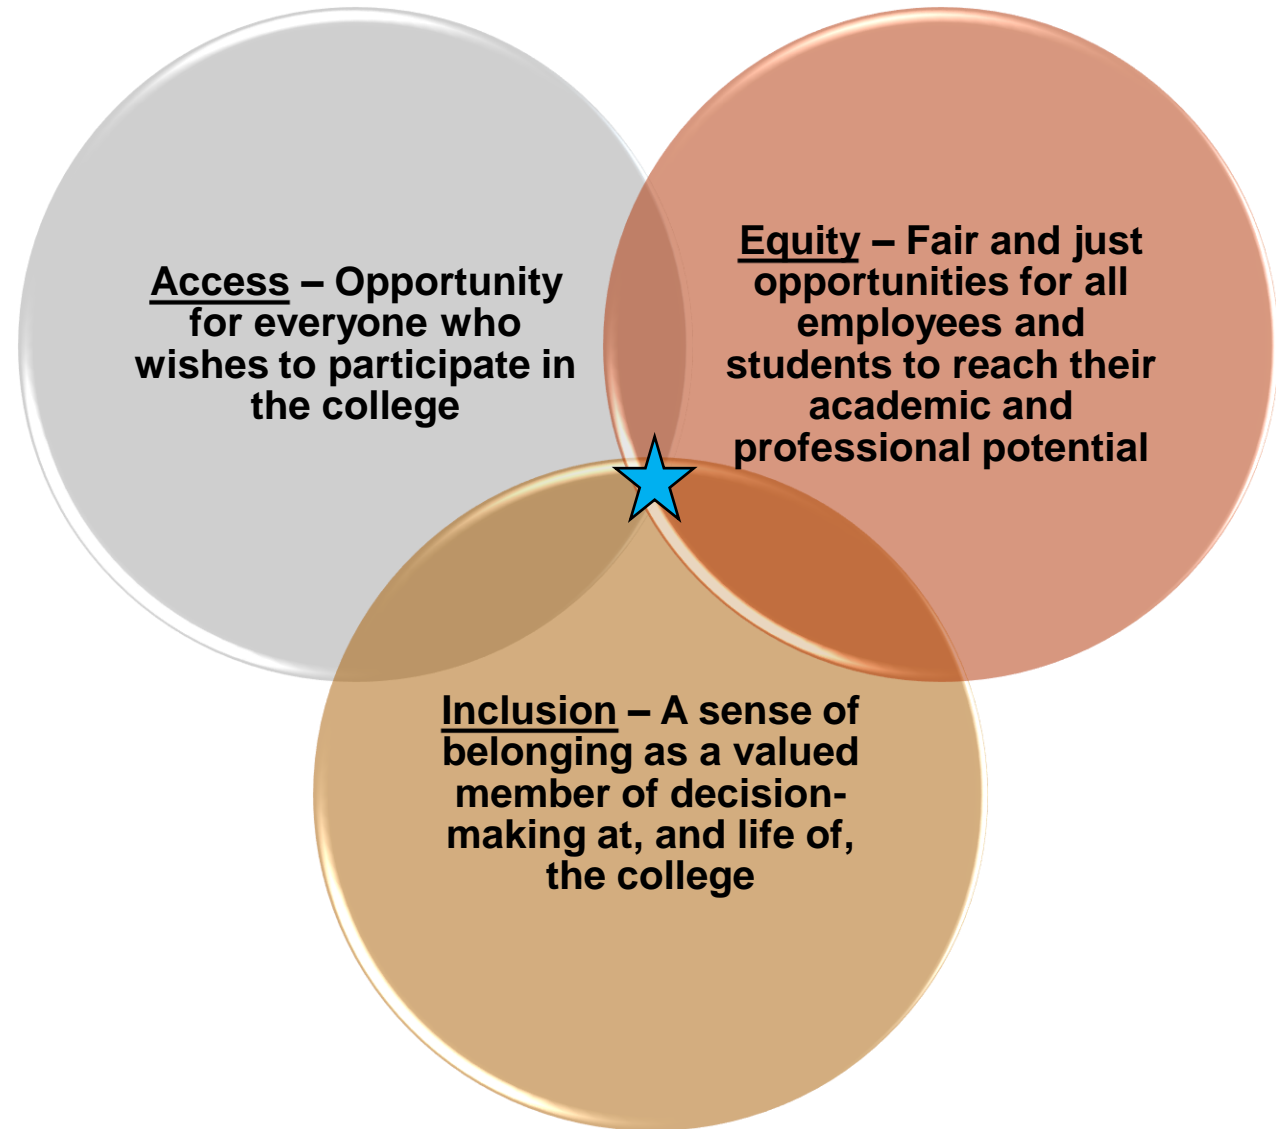 Access – Opportunity
for everyone who
wishes to participate in
the college
Equity – Fair and just
opportunities for all
employees and
students to reach their
academic and
professional potential
Inclusion – A sense of
belonging as a valued
member of decision-
making at, and life of,
the college